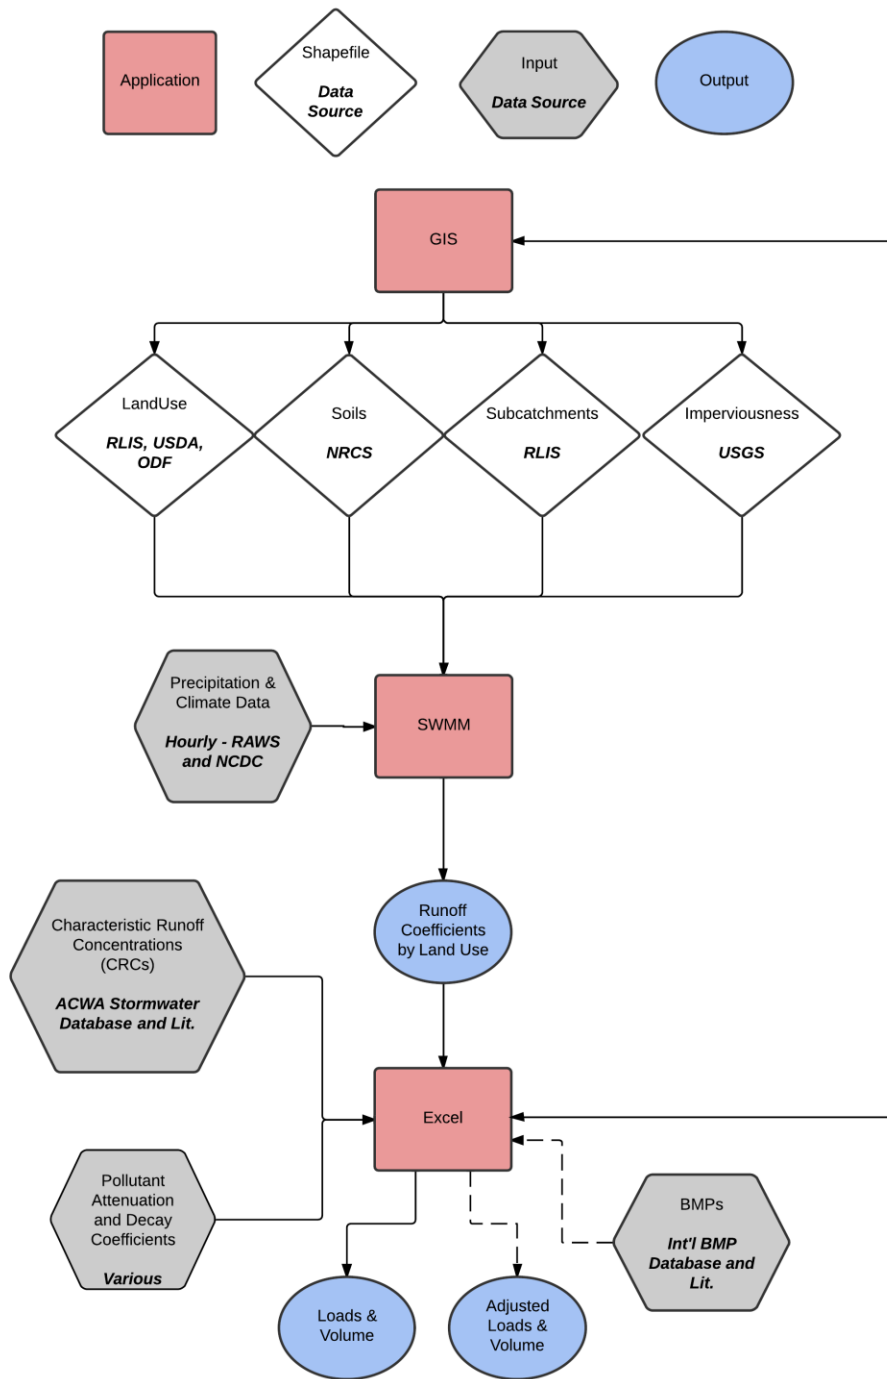 Application
Shapefile
Data
Source
Input
Data Source
Output
GIS
LandUse
RLIS, USDA,
ODF
Soils
NRCS
Subcatchments
RLIS
Imperviousness
USGS
Precipitation &
Climate Data
Hourly - RAWS
and NCDC
SWMM
Runoff
Coefficients
by Land Use
Characteristic Runoff
Concentrations
(CRCs)
ACWA Stormwater
Database and Lit.
Excel
Pollutant
Attenuation
and Decay
Coefficients
Various
BMPs
Int'l BMP
Database and
Lit.
Loads &
Volume
Adjusted
Loads &
Volume